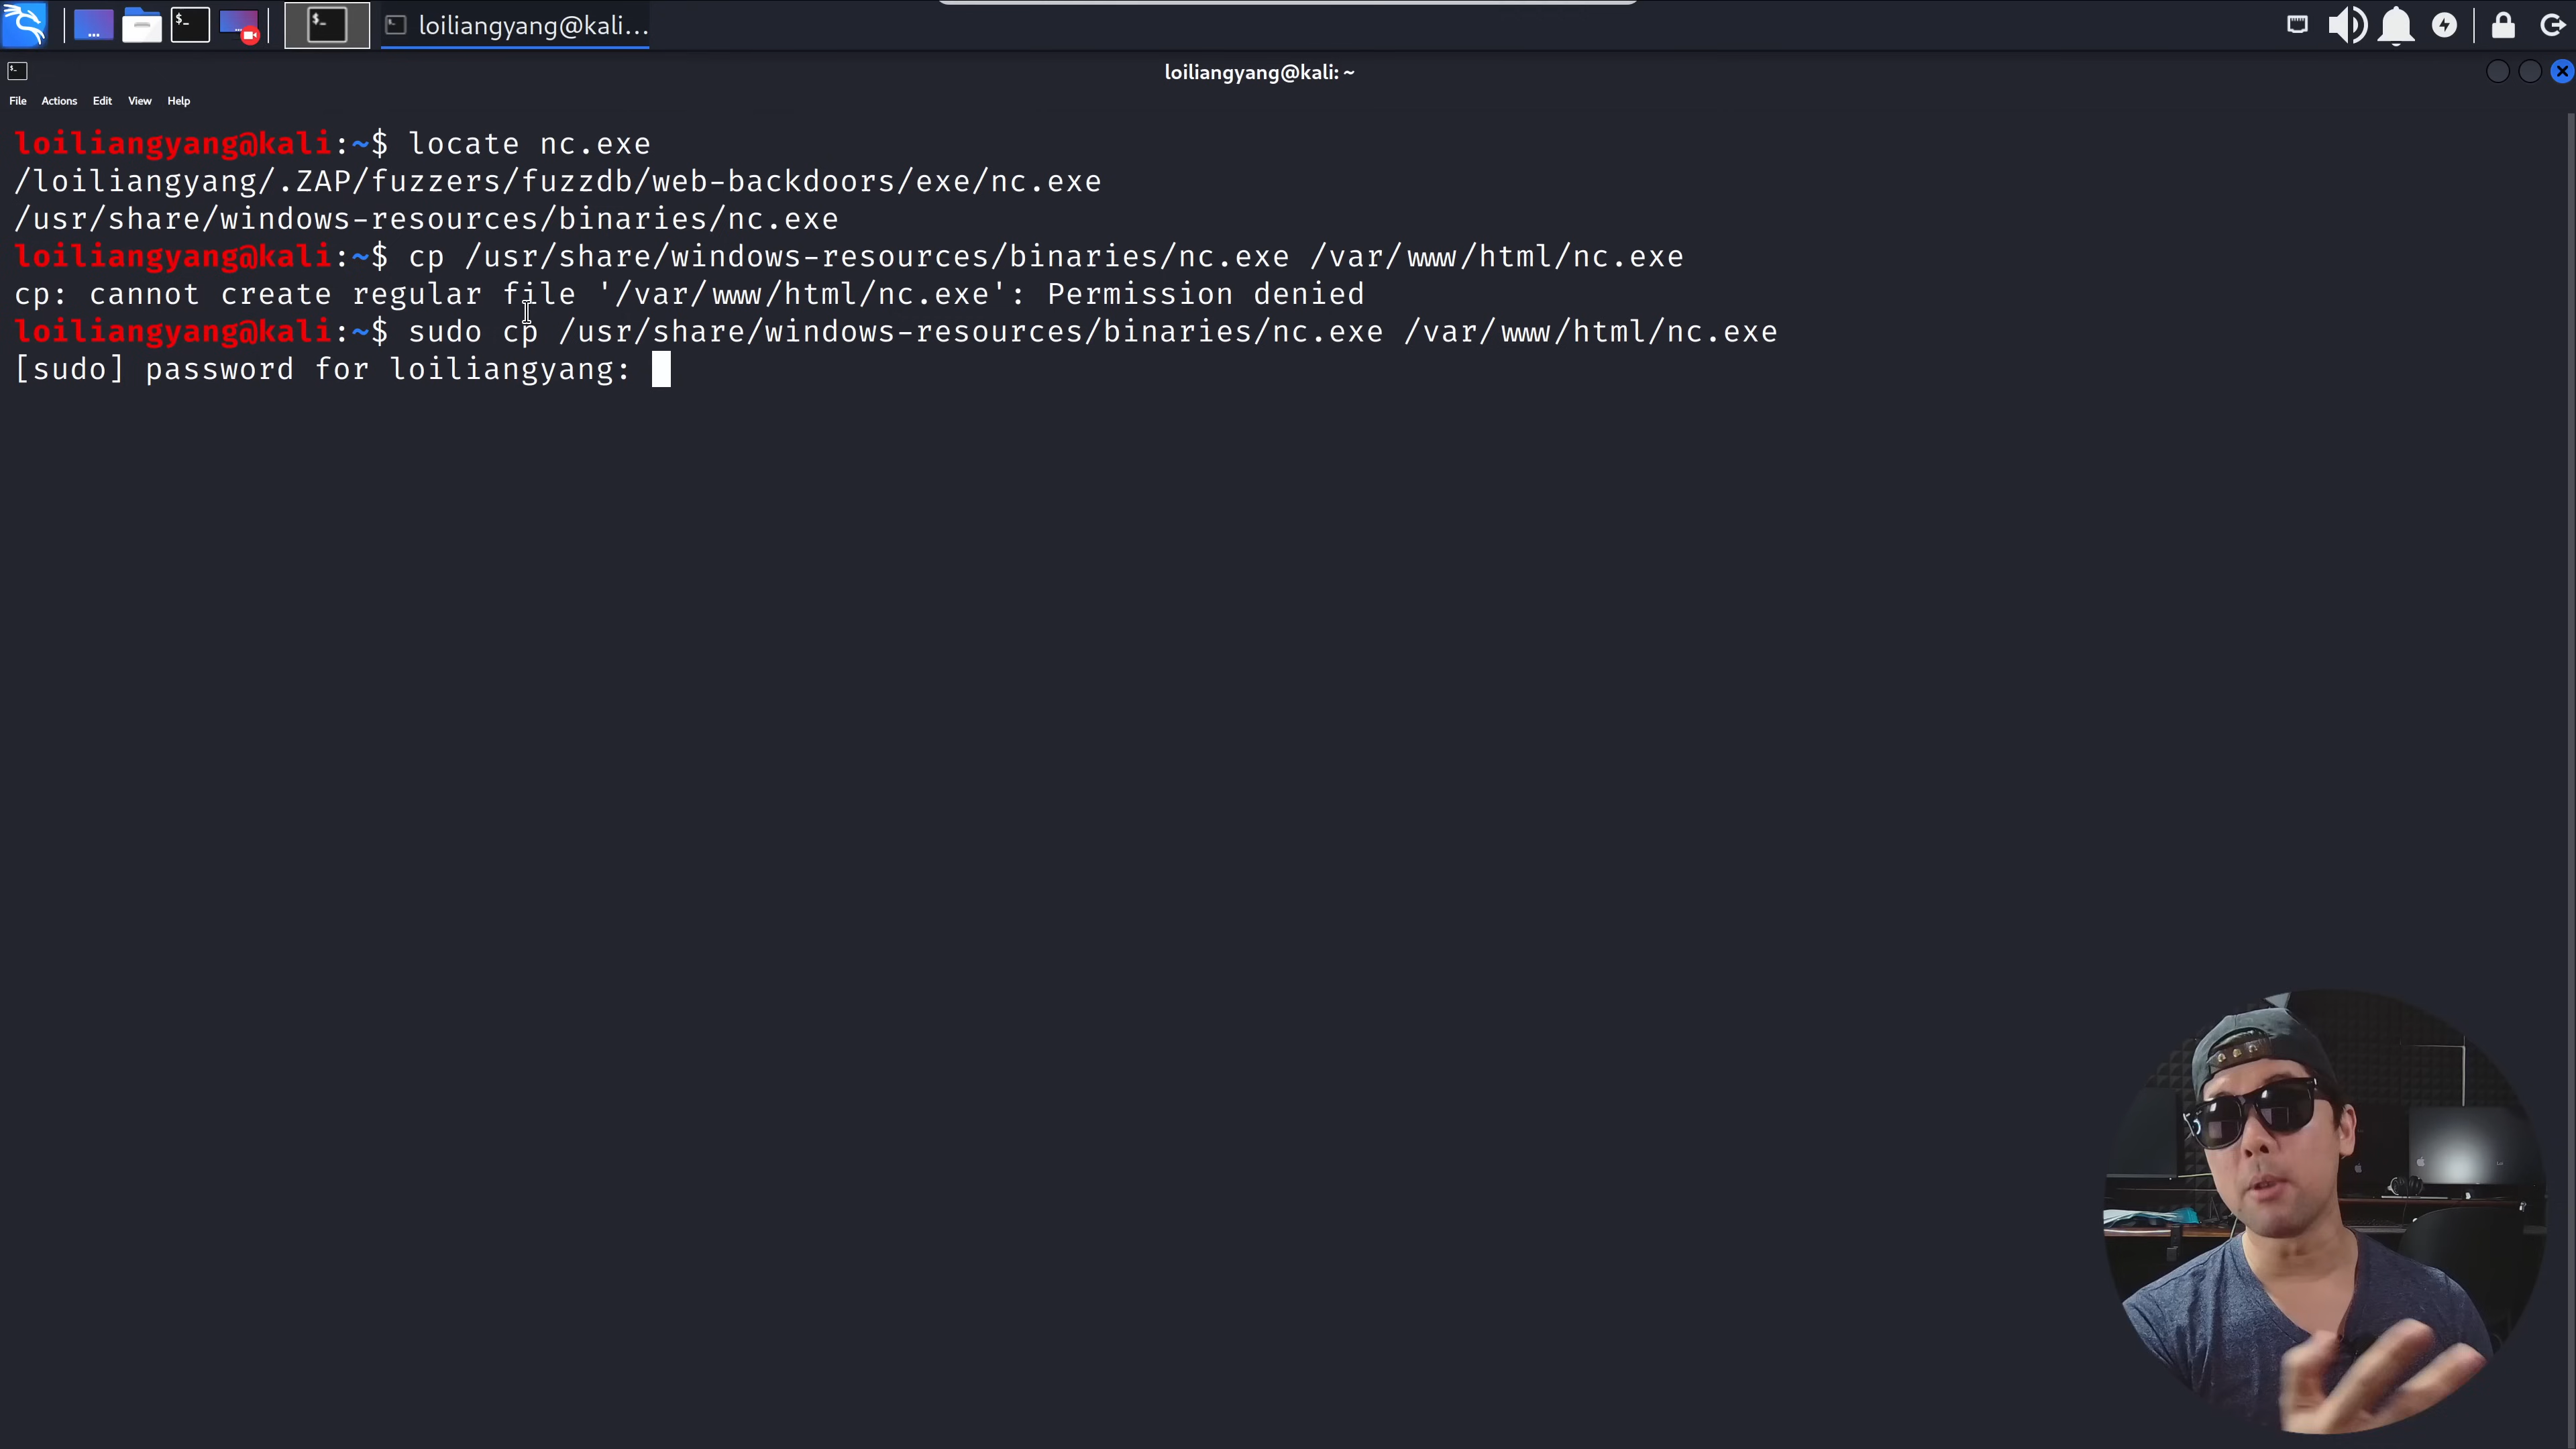 loiliangyang@kali...
loiliangyang@kali: ~
File Actions Edit View Help
loiliangyang@kali:~$ locate nc.exe
/loiliangyang/.ZAP/fuzzers/fuzzdb/web-backdoors/exe/nc.exe
/usr/share/windows-resources/binaries/nc.exe
loiliangyang@kali:~$ cp /usr/share/windows-resources/binaries/nc.exe /var/www/html/nc.exe
cp: cannot create regular file '/var/www/html/nc.exe': Permission denied
loiliangyang@kali:~$ sudo cp /usr/share/windows-resources/binaries/nc.exe /var/www/html/nc.exe
[sudo] password for loiliangyang: